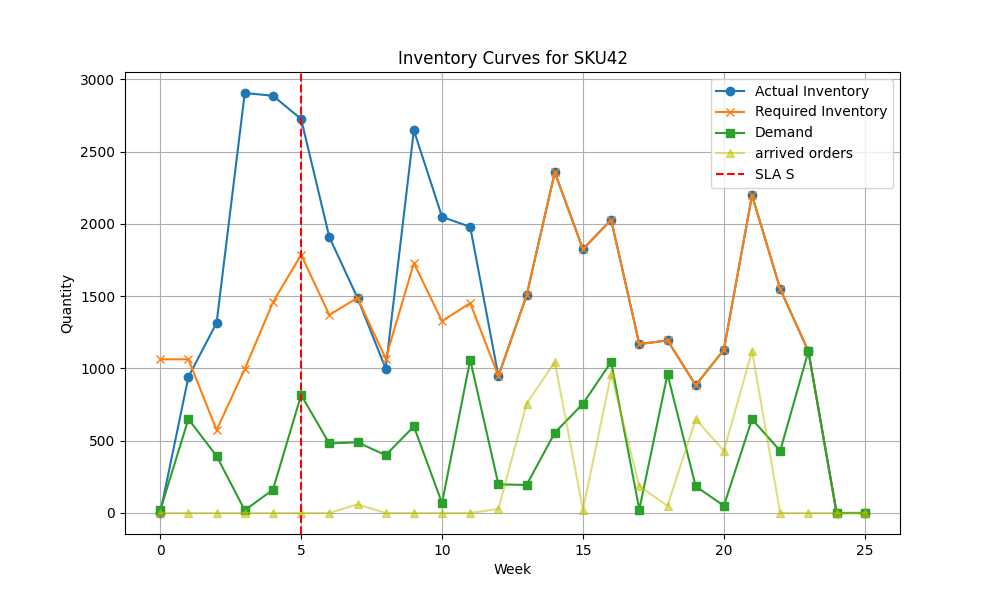 Inventory Curves for SKU42
Actual Inventory
Required Inventory
Demand
arrived orders
SLA S
3000
2500
2000
1500
1000
500
0
Quantity
0 5 10 15 20 25
Week